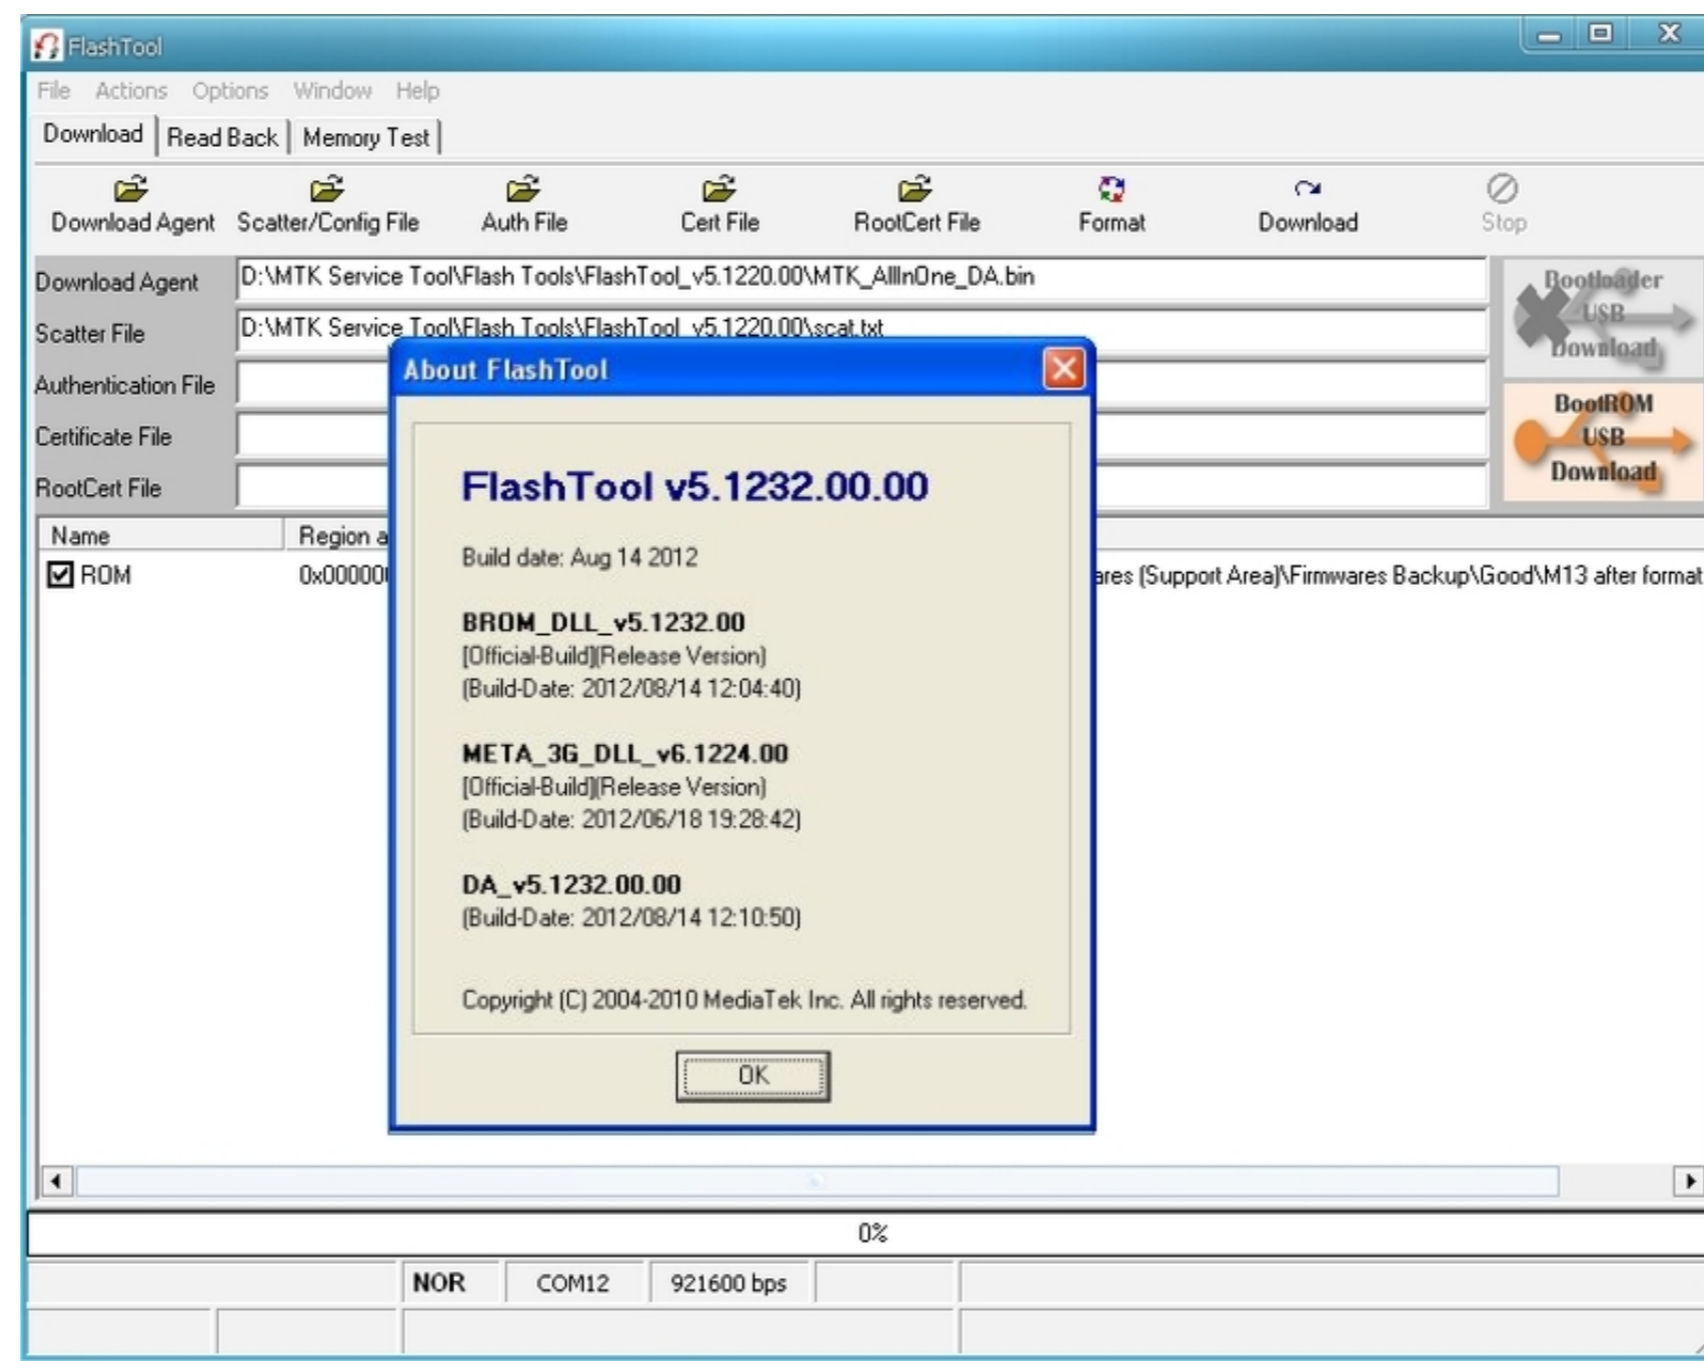 FlashTool
File Actions Options Window Help
Download Read Back Memory Test
Download Agent Scatter/Config File Auth File Cert File RootCert File Format Download Stop
Download Agent D:\MTK Service Tool\Flash Tools\FlashTool_v5.1220.00\MTK_AllInOne_DA.bin
Scatter File D:\MTK Service Tool\Flash Tools\FlashTool_v5.1220.00\scat.txt
Authentication File
Certificate File
RootCert File
Bootloader
USB
Download
BootROM
USB
Download
Name Region a
ROM 0x00000 ares (Support Area)\Firmwares Backup\Good\M13 after format
About FlashTool
FlashTool v5.1232.00.00
Build date: Aug 14 2012
BROM_DLL_v5.1232.00
[Official-Build](Release Version)
(Build-Date: 2012/08/14 12:04:40)
META_3G_DLL_v6.1224.00
[Official-Build](Release Version)
(Build-Date: 2012/06/18 19:28:42)
DA_v5.1232.00.00
(Build-Date: 2012/08/14 12:10:50)
Copyright (C) 2004-2010 MediaTek Inc. All rights reserved.
OK
0%
NOR COM12 921600 bps